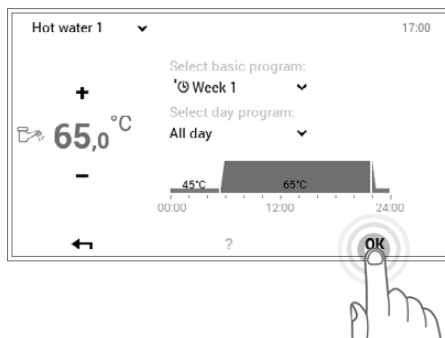 Hot water 1
17:00
Select basic program:
Week 1
+
65,0°C
−
Select day program:
All day
45°C
65°C
00:00
12:00
24:00
?
OK